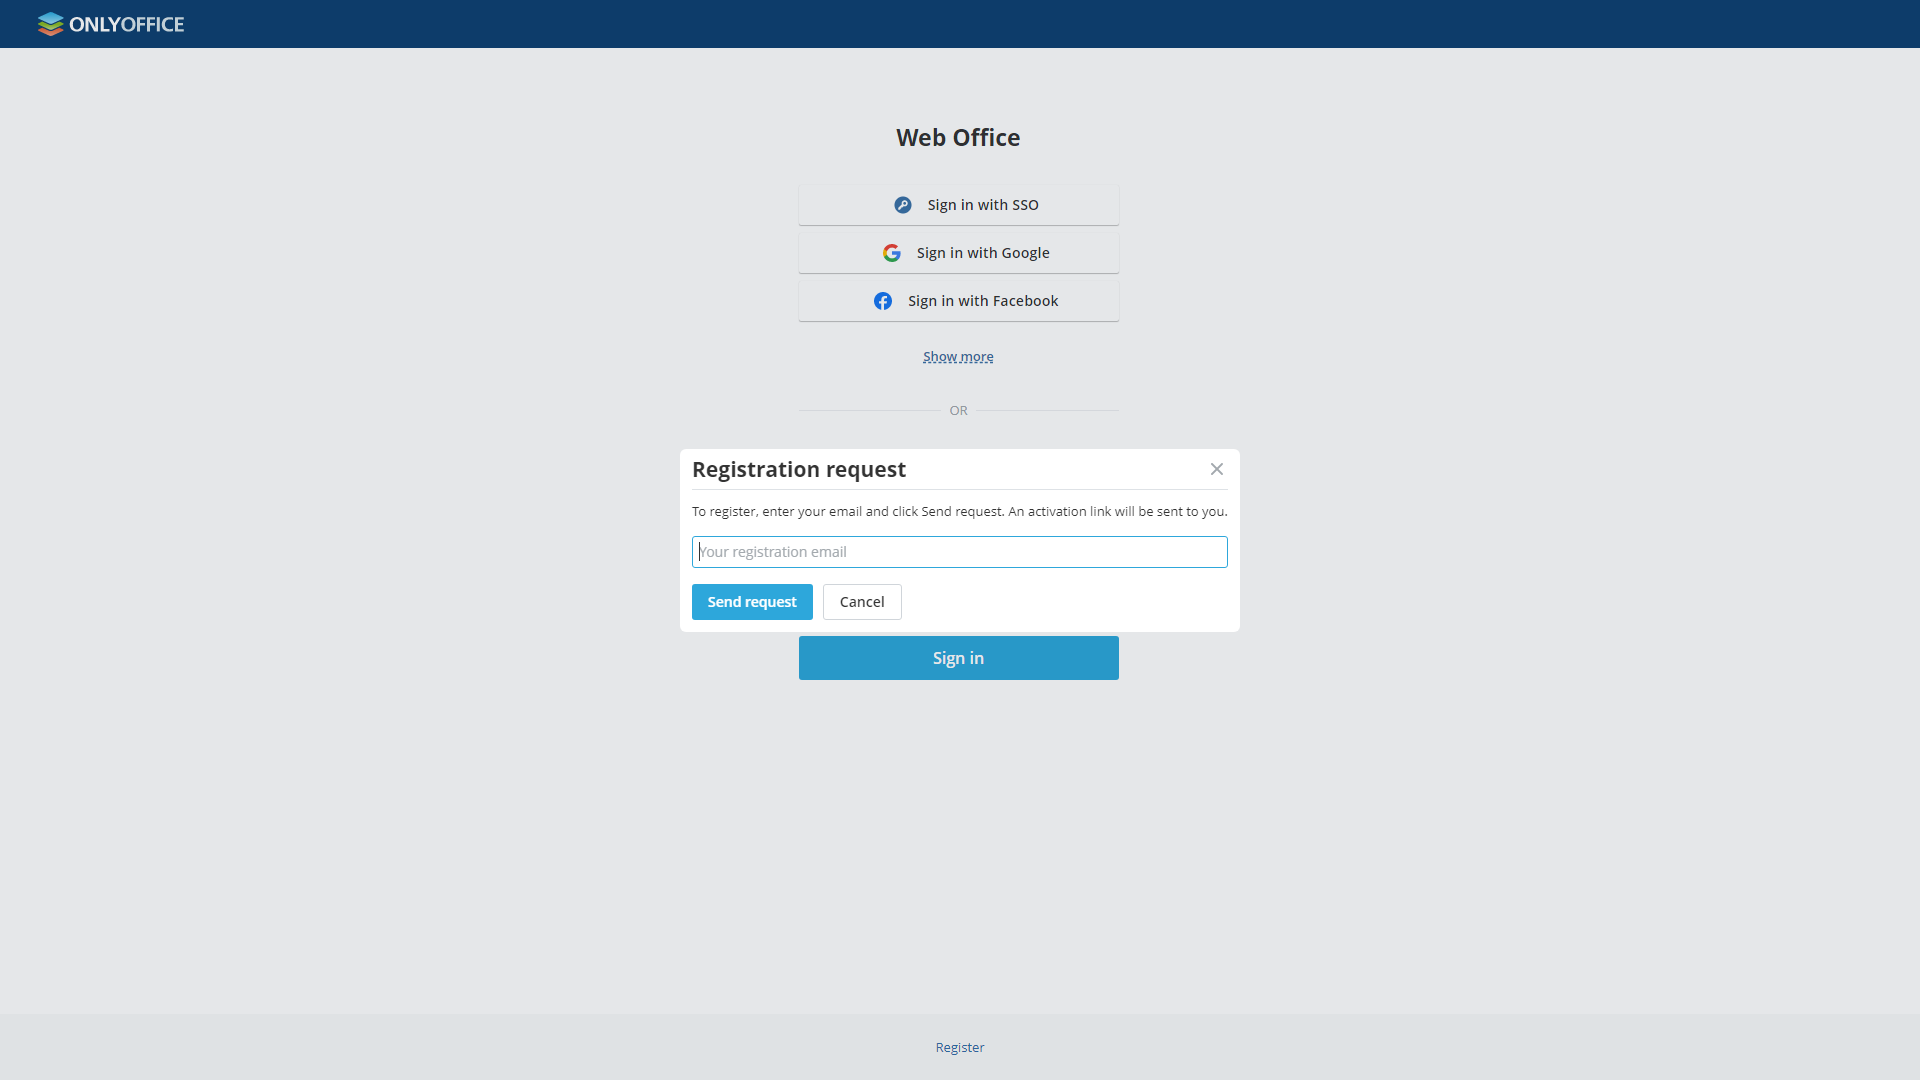 ONLYOFFICE
Web Office
Sign in with SSO
Sign in with Google
Sign in with Facebook
Show more
OR
Registration request
To register, enter your email and click Send request. An activation link will be sent to you.
Your registration email
Send request Cancel
Sign in
Register